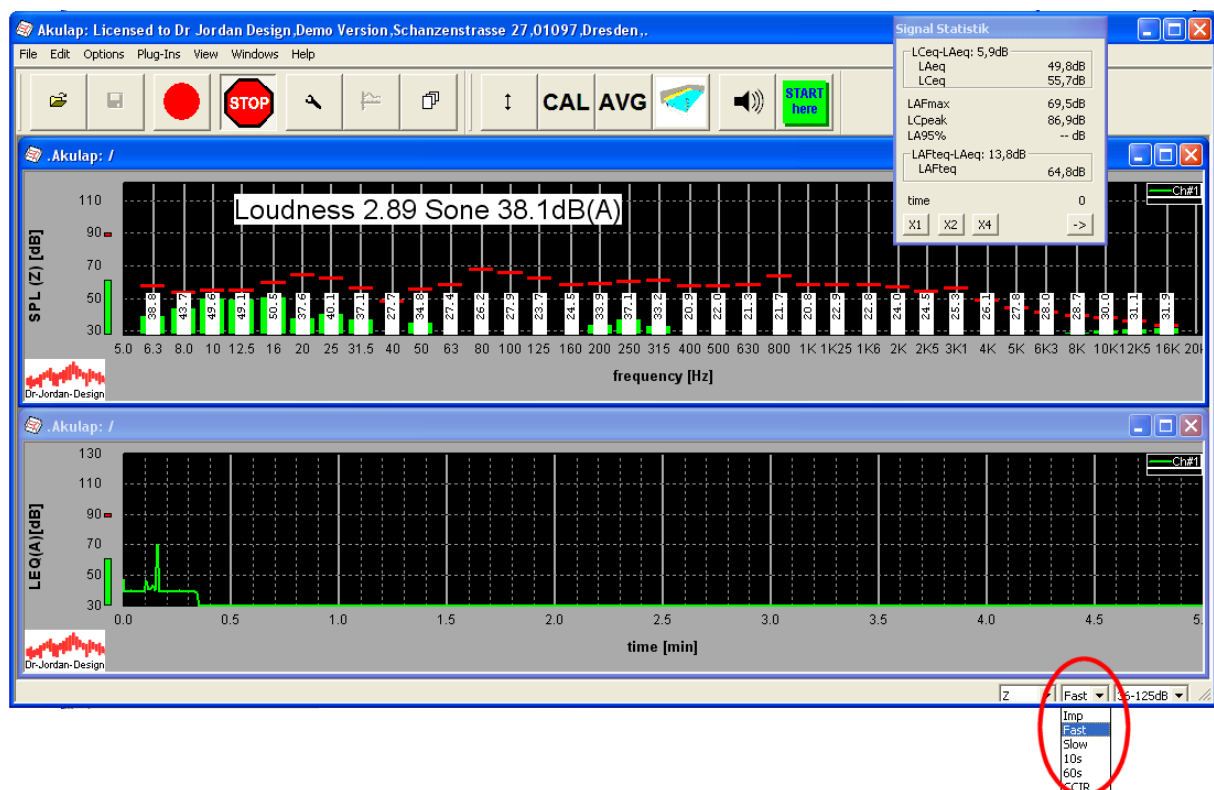 Akulap: Licensed to Dr Jordan Design,Demo Version,Schanzenstrasse 27,01097,Dresden,,.
File Edit Options Plug-Ins View Windows Help
STOP
CAL AVG
START
here
Signal Statistik
LCeq-LAeq: 5,9dB
LAeq 49,8dB
LCeq 55,7dB
LAFmax 69,5dB
LCpeak 86,9dB
LA95% -- dB
LAFteq-LAeq: 13,8dB
LAFteq 64,8dB
time 0
X1 X2 X4 ->
.Akulap: /
Loudness 2.89 Sone 38.1dB(A)
Ch#1
SPL (Z) [dB]
110
90
70
50
30
38.8 43.7 49.6 49.1 50.5 37.6 40.1 37.1 27.7 34.8 27.4 26.2 27.9 23.7 24.5 33.9 37.1 33.2 20.9 22.0 21.3 21.7 20.8 22.9 22.8 24.0 24.5 25.3 26.1 27.8 28.0 28.7 30.0 31.1 31.9
5.0 6.3 8.0 10 12.5 16 20 25 31.5 40 50 63 80 100 125 160 200 250 315 400 500 630 800 1K 1K25 1K6 2K 2K5 3K1 4K 5K 6K3 8K 10K12K5 16K 20
frequency [Hz]
Dr-Jordan-Design
.Akulap: /
Ch#1
LEQ(A)[dB]
130
110
90
70
50
30
0.0 0.5 1.0 1.5 2.0 2.5 3.0 3.5 4.0 4.5 5.
time [min]
Dr-Jordan-Design
Z Fast 36-125dB
Imp
Fast
Slow
10s
60s
CCIR